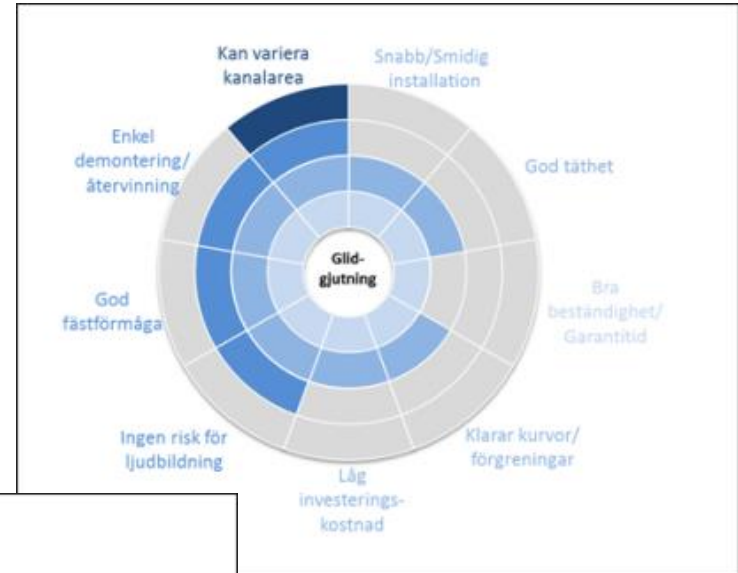 Kan variera
kanalarea
Snabb/Smidig
installation
God täthet
Bra
beständighet/
Garantitid
Klarar kurvor/
förgreningar
Låg
investerings-
kostnad
Ingen risk för
ljudbildning
God
fästförmåga
Enkel
demontering/
återvinning
Glid-
gjutning